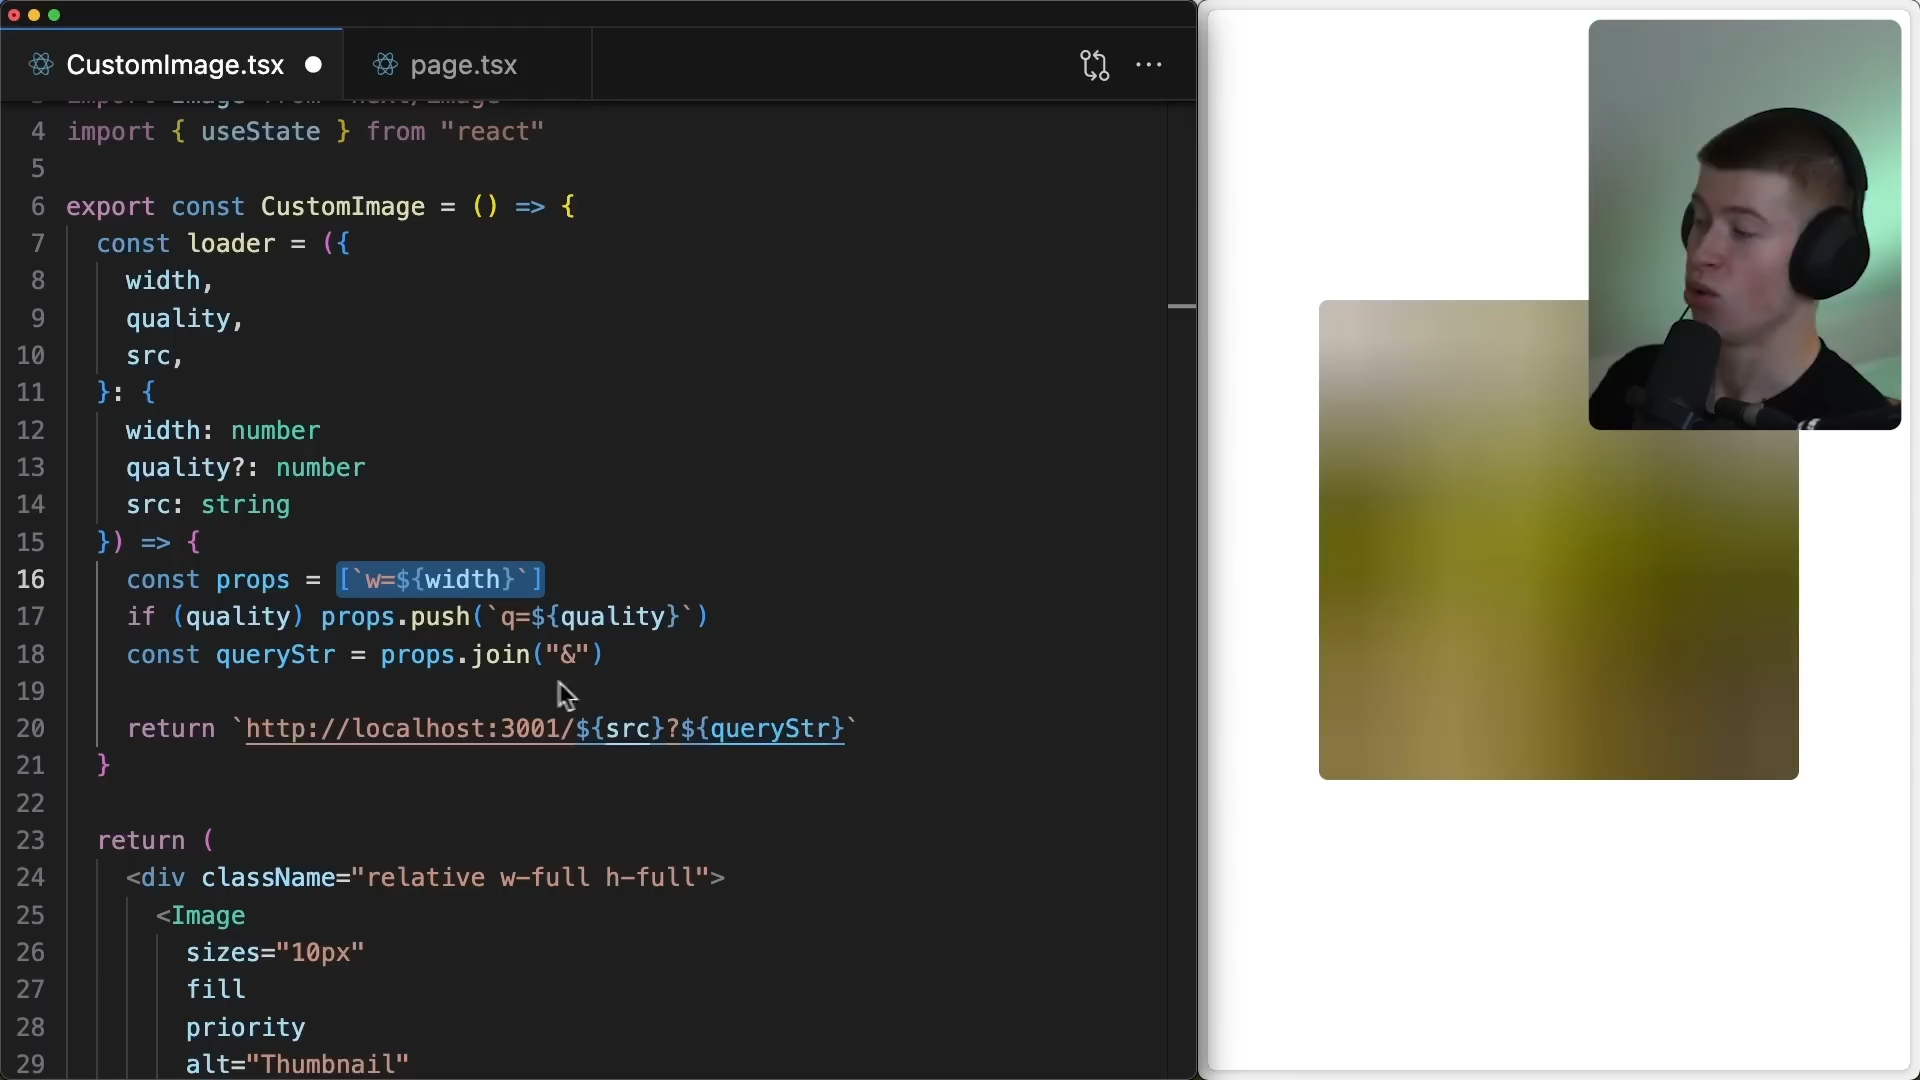 CustomImage.tsx
page.tsx
4 import { useState } from "react"
5
6 export const CustomImage = () => {
7 const loader = ({
8 width,
9 quality,
10 src,
11 }: {
12 width: number
13 quality?: number
14 src: string
15 }) => {
16 const props = [`w=${width}`]
17 if (quality) props.push(`q=${quality}`)
18 const queryStr = props.join("&")
19
20 return `http://localhost:3001/${src}?${queryStr}`
21 }
22
23 return (
24 <div className="relative w-full h-full">
25 <Image
26 sizes="10px"
27 fill
28 priority
29 alt="Thumbnail"